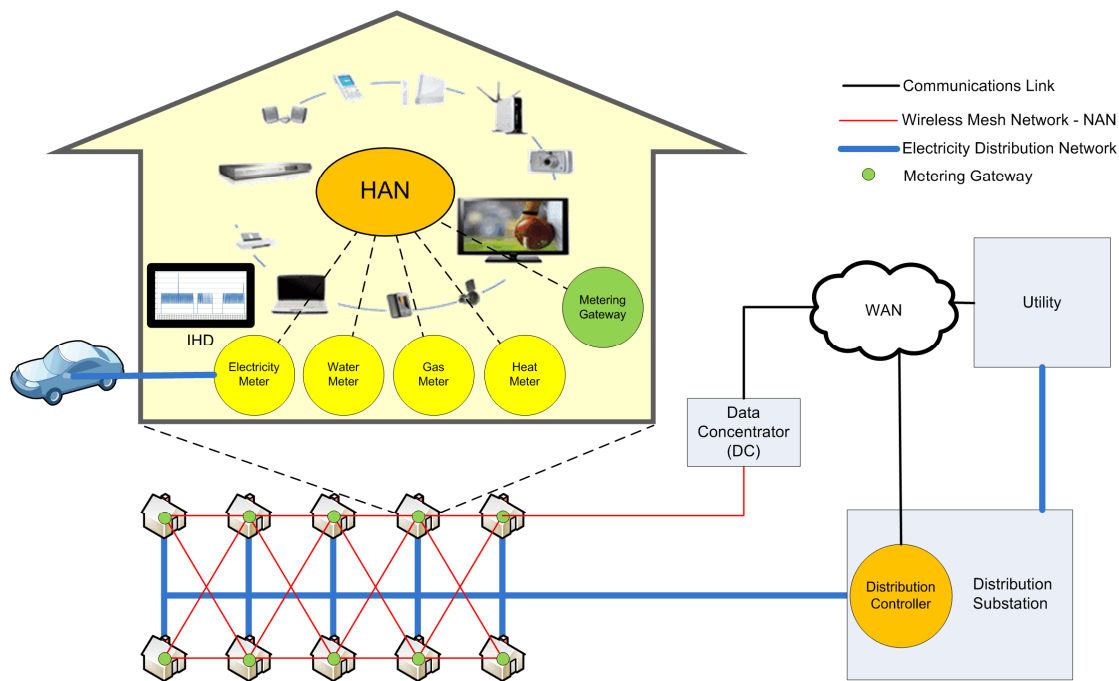 HAN
IHD
Electricity
Meter
Water
Meter
Gas
Meter
Heat
Meter
Metering
Gateway
Communications Link
Wireless Mesh Network - NAN
Electricity Distribution Network
Metering Gateway
WAN
Utility
Data
Concentrator
(DC)
Distribution
Controller
Distribution
Substation